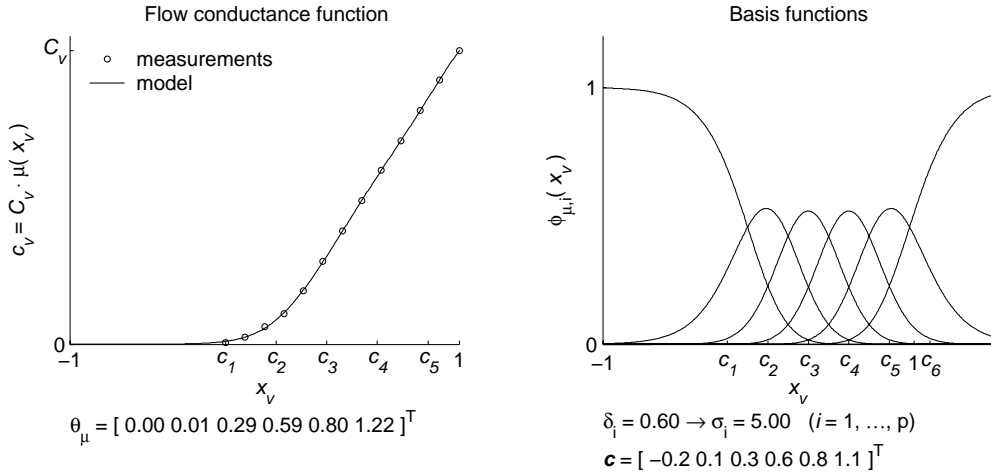 Flow conductance function
C_v
measurements
model
c_v = C_v · μ( x_v)
0
−1 c_1 c_2 c_3 c_4 c_5 1
x_v
θ_μ = [ 0.00 0.01 0.29 0.59 0.80 1.22 ]^T
Basis functions
1
ϕ_μ,i( x_v)
0
−1 c_1 c_2 c_3 c_4 c_5 1 c_6
x_v
δ_i = 0.60 → σ_i = 5.00 (i = 1, …, p)
c = [ −0.2 0.1 0.3 0.6 0.8 1.1 ]^T